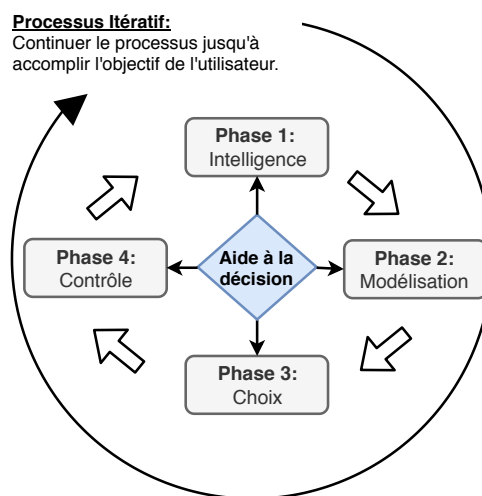 Processus Itératif:
Continuer le processus jusqu'à
accomplir l'objectif de l'utilisateur.
Phase 1:
Intelligence
Phase 4:
Contrôle
Aide à la
décision
Phase 2:
Modélisation
Phase 3:
Choix